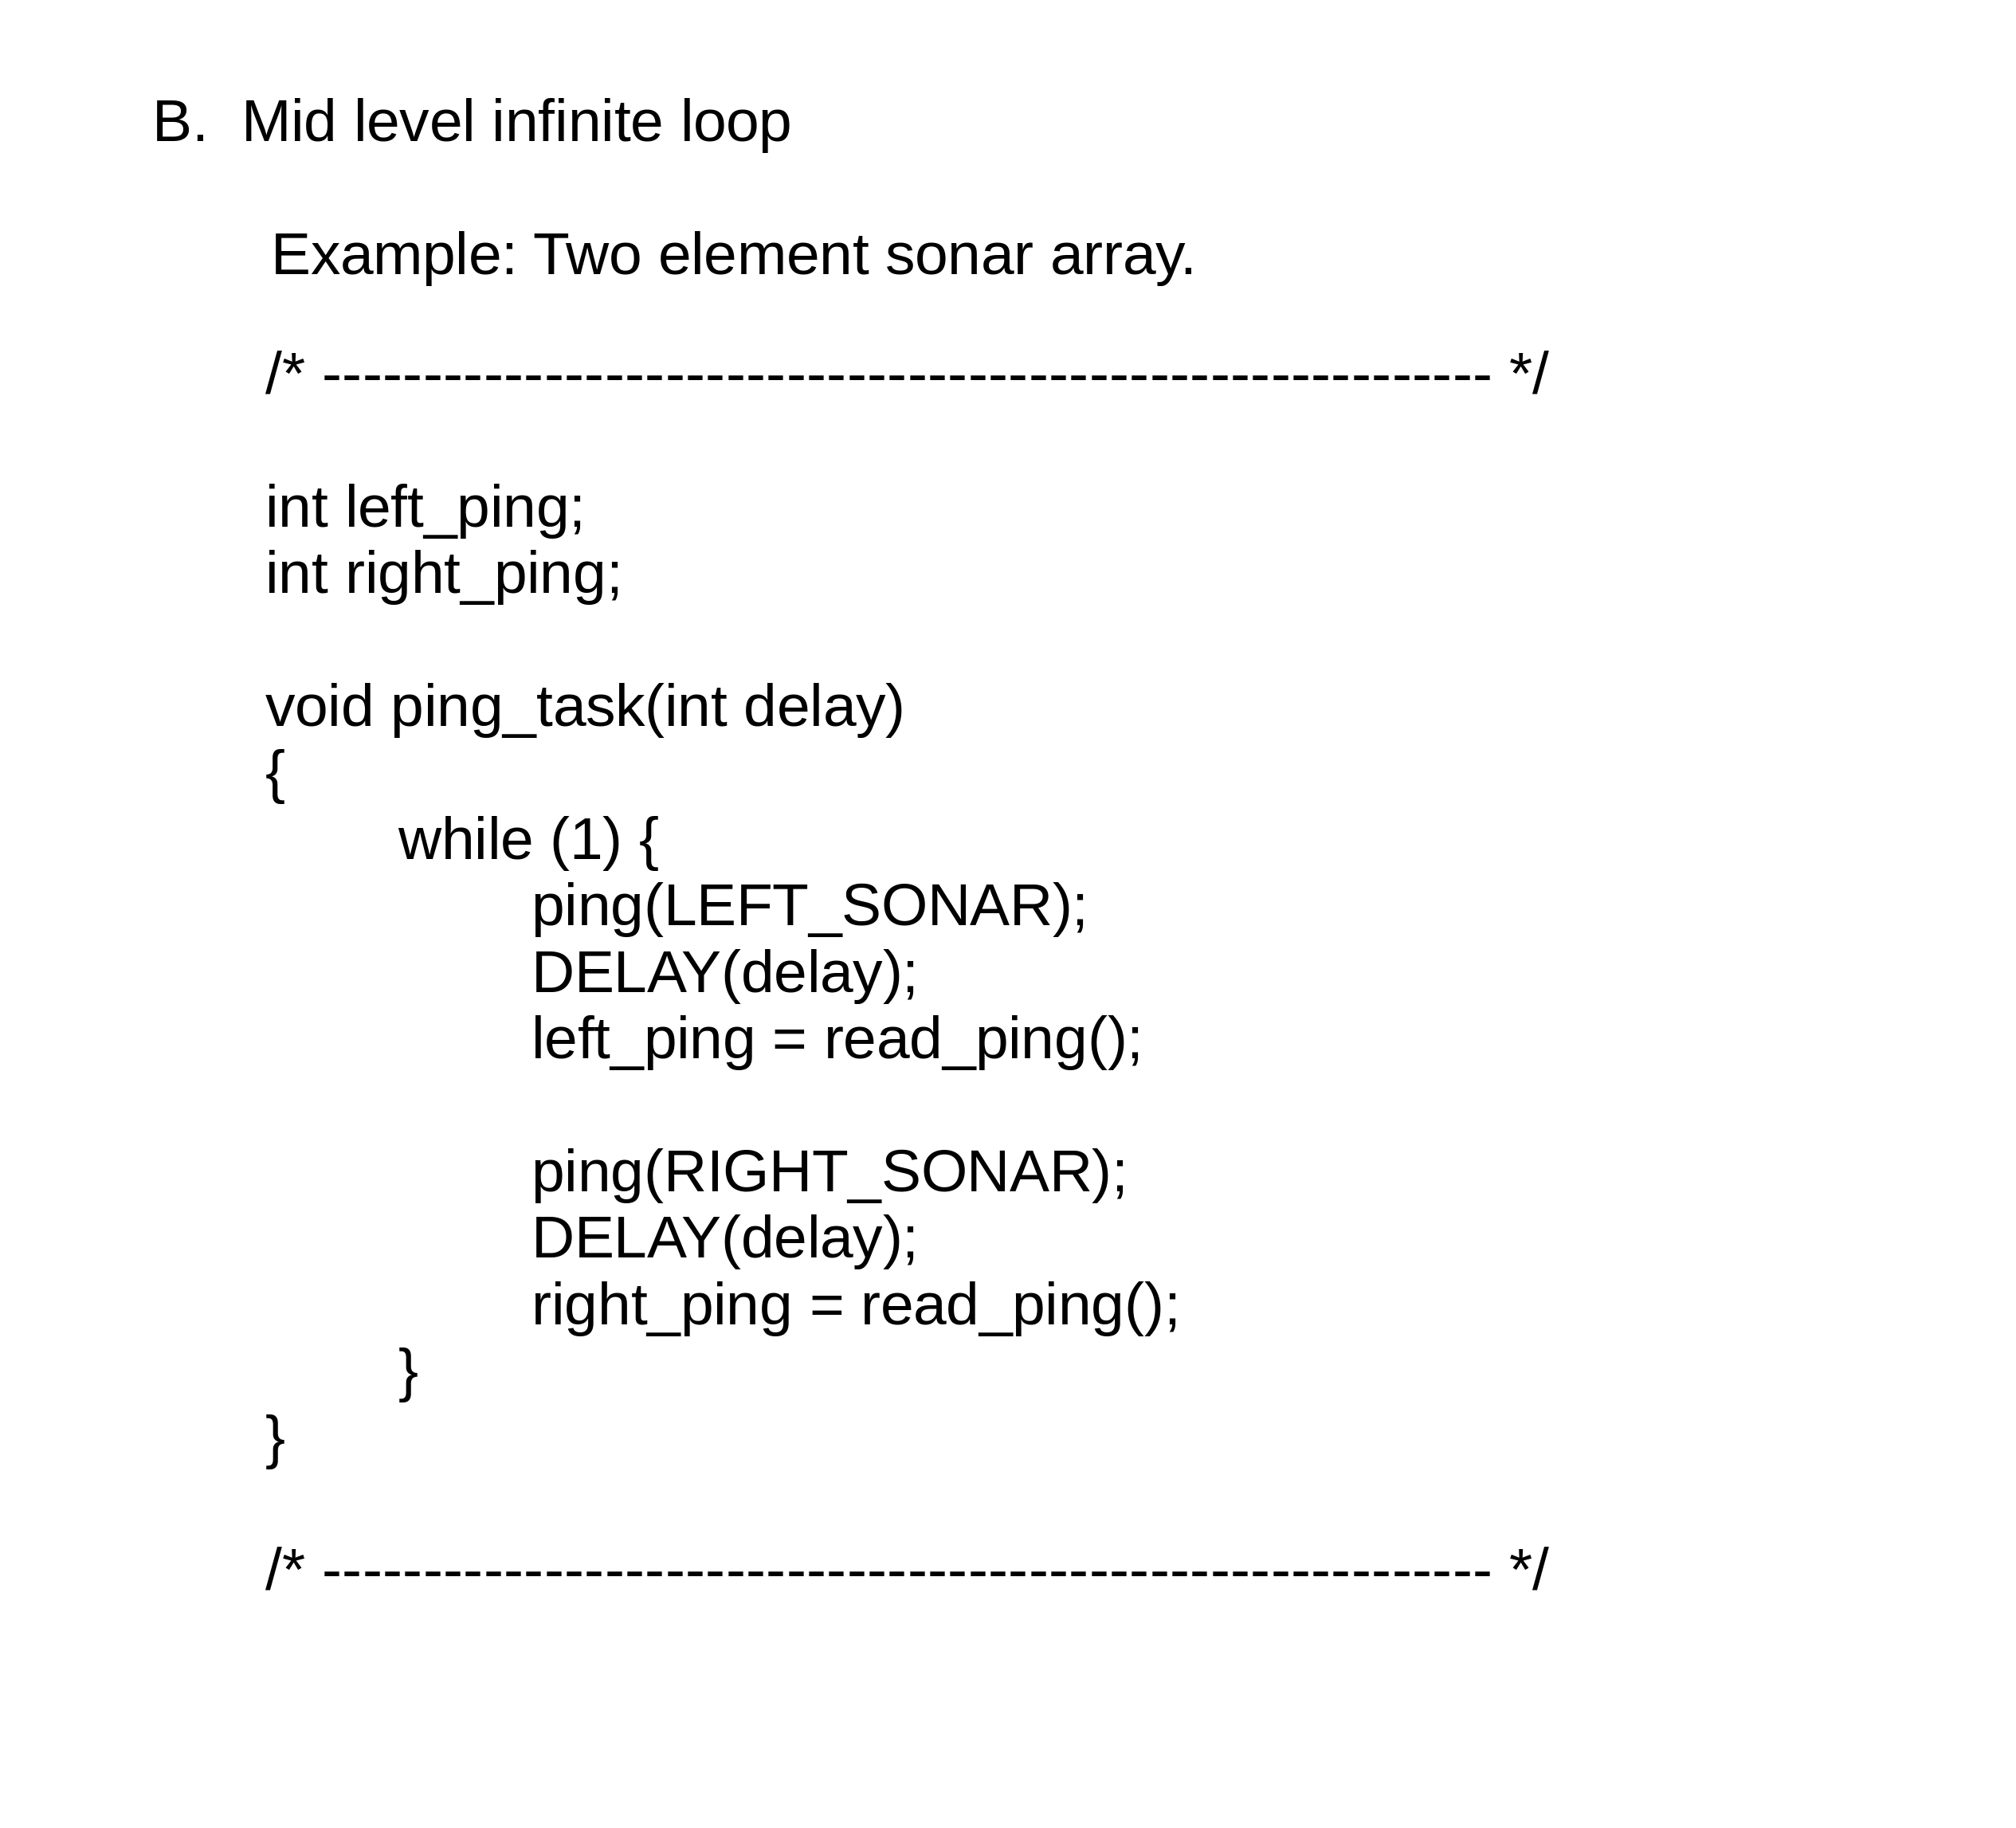 B.  Mid level infinite loop
Example: Two element sonar array.
/* ---------------------------------------------------------- */
int left_ping;
int right_ping;
void ping_task(int delay)
{
while (1) {
ping(LEFT_SONAR);
DELAY(delay);
left_ping = read_ping();
ping(RIGHT_SONAR);
DELAY(delay);
right_ping = read_ping();
}
}
/* ---------------------------------------------------------- */